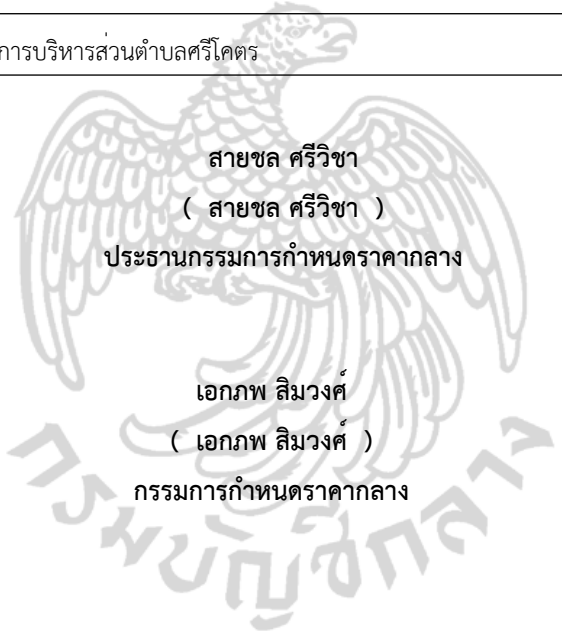 การบริหารส่วนตำบลศรีโคตร
สายชล ศรีวิชา
( สายชล ศรีวิชา )
ประธานกรรมการกำหนดราคากลาง
เอกภพ สิมวงศ์
( เอกภพ สิมวงศ์ )
กรรมการกำหนดราคากลาง
กรมบัญชีกลาง